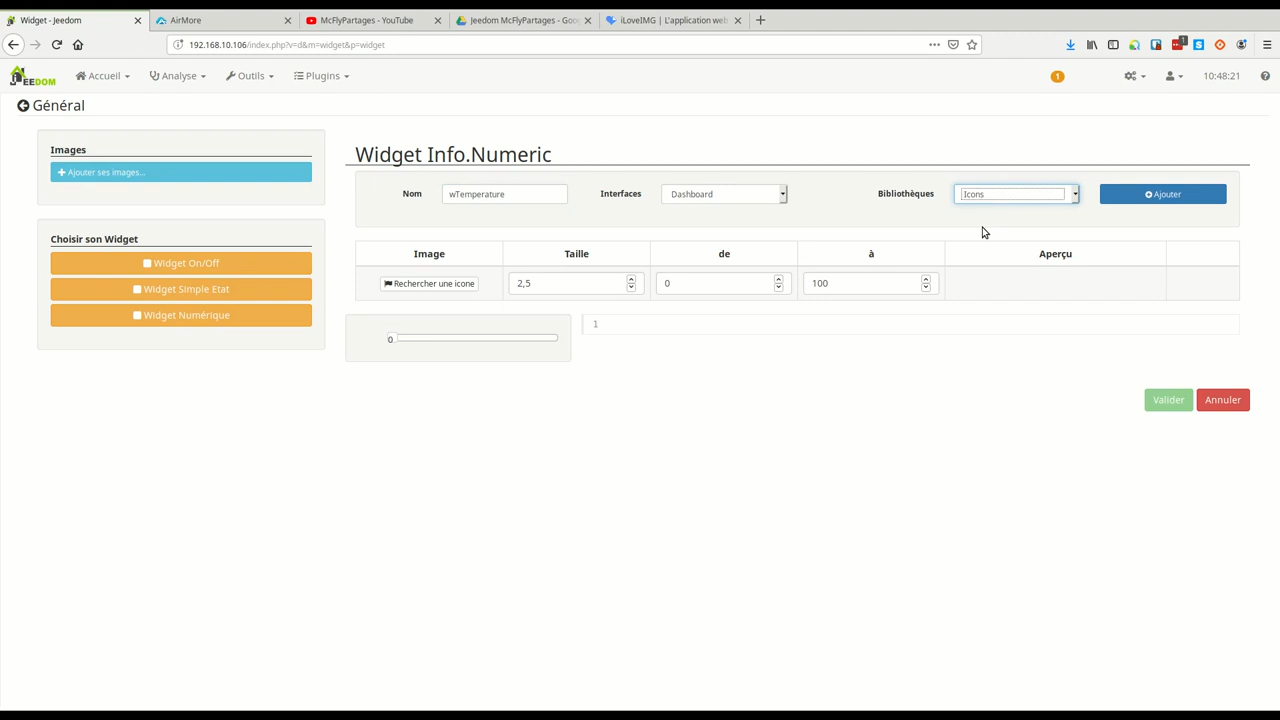 Widget - Jeedom
AirMore
McFlyPartages - YouTube
Jeedom McFlyPartages - Goo
iLoveIMG | L'application web
192.168.10.106/index.php?v=d&m=widget&p=widget
1
JEEDOM
Accueil
Analyse
Outils
Plugins
1
10:48:21
Général
Images
Ajouter ses images...
Choisir son Widget
Widget On/Off
Widget Simple Etat
Widget Numérique
Widget Info.Numeric
Nom
wTemperature
Interfaces
Dashboard
Bibliothèques
Icons
Ajouter
Image
Taille
de
à
Aperçu
Rechercher une icone
2,5
0
100
0
1
Valider
Annuler